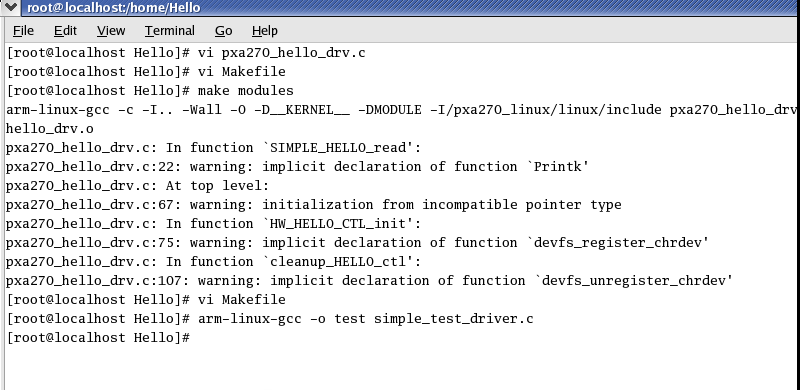 root@localhost:/home/Hello
File Edit View Terminal Go Help
[root@localhost Hello]# vi pxa270_hello_drv.c
[root@localhost Hello]# vi Makefile
[root@localhost Hello]# make modules
arm-linux-gcc -c -I.. -Wall -O -D__KERNEL__ -DMODULE -I/pxa270_linux/linux/include pxa270_hello_drv
hello_drv.o
pxa270_hello_drv.c: In function `SIMPLE_HELLO_read':
pxa270_hello_drv.c:22: warning: implicit declaration of function `Printk'
pxa270_hello_drv.c: At top level:
pxa270_hello_drv.c:67: warning: initialization from incompatible pointer type
pxa270_hello_drv.c: In function `HW_HELLO_CTL_init':
pxa270_hello_drv.c:75: warning: implicit declaration of function `devfs_register_chrdev'
pxa270_hello_drv.c: In function `cleanup_HELLO_ctl':
pxa270_hello_drv.c:107: warning: implicit declaration of function `devfs_unregister_chrdev'
[root@localhost Hello]# vi Makefile
[root@localhost Hello]# arm-linux-gcc -o test simple_test_driver.c
[root@localhost Hello]#